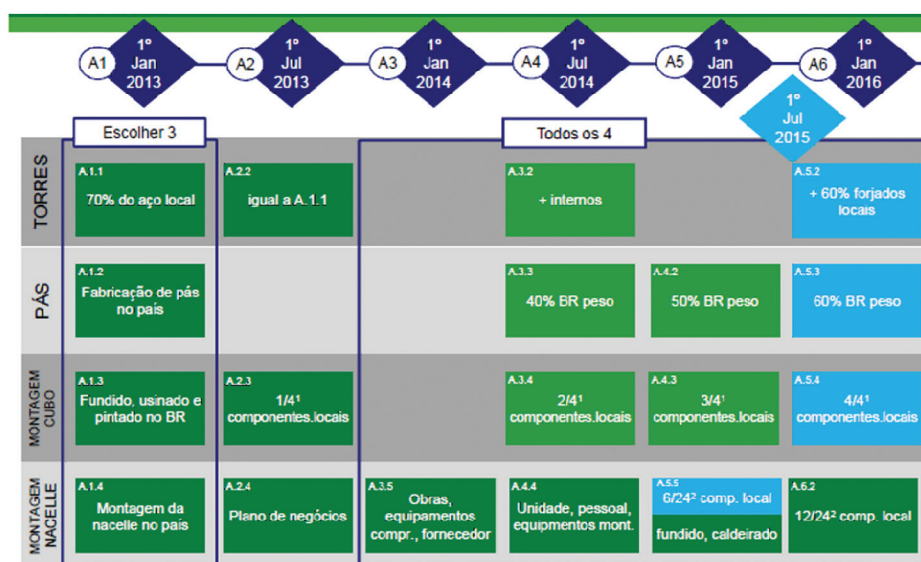 A1
1º
Jan
2013
A2
1º
Jul
2013
A3
1º
Jan
2014
A4
1º
Jul
2014
A5
1º
Jan
2015
A6
1º
Jan
2016
1º
Jul
2015
Escolher 3
Todos os 4
TORRES
A.1.1
70% do aço local
A.2.2
igual a A.1.1
A.3.2
+ internos
A.5.2
+ 60% forjados
locais
PÁS
A.1.2
Fabricação de pás
no país
A.3.3
40% BR peso
A.4.2
50% BR peso
A.5.3
60% BR peso
MONTAGEM
CUBO
A.1.3
Fundido, usinado e
pintado no BR
A.2.3
1/4¹
componentes.locais
A.3.4
2/4¹
componentes.locais
A.4.3
3/4¹
componentes.locais
A.5.4
4/4¹
componentes.locais
MONTAGEM
NACELLE
A.1.4
Montagem da
nacelle no país
A.2.4
Plano de negócios
A.3.5
Obras,
equipamentos
compr., fornecedor
A.4.4
Unidade, pessoal,
equipmentos mont.
A.5.5
6/24² comp. local
fundido, caldeirado
A.6.2
12/24² comp. local